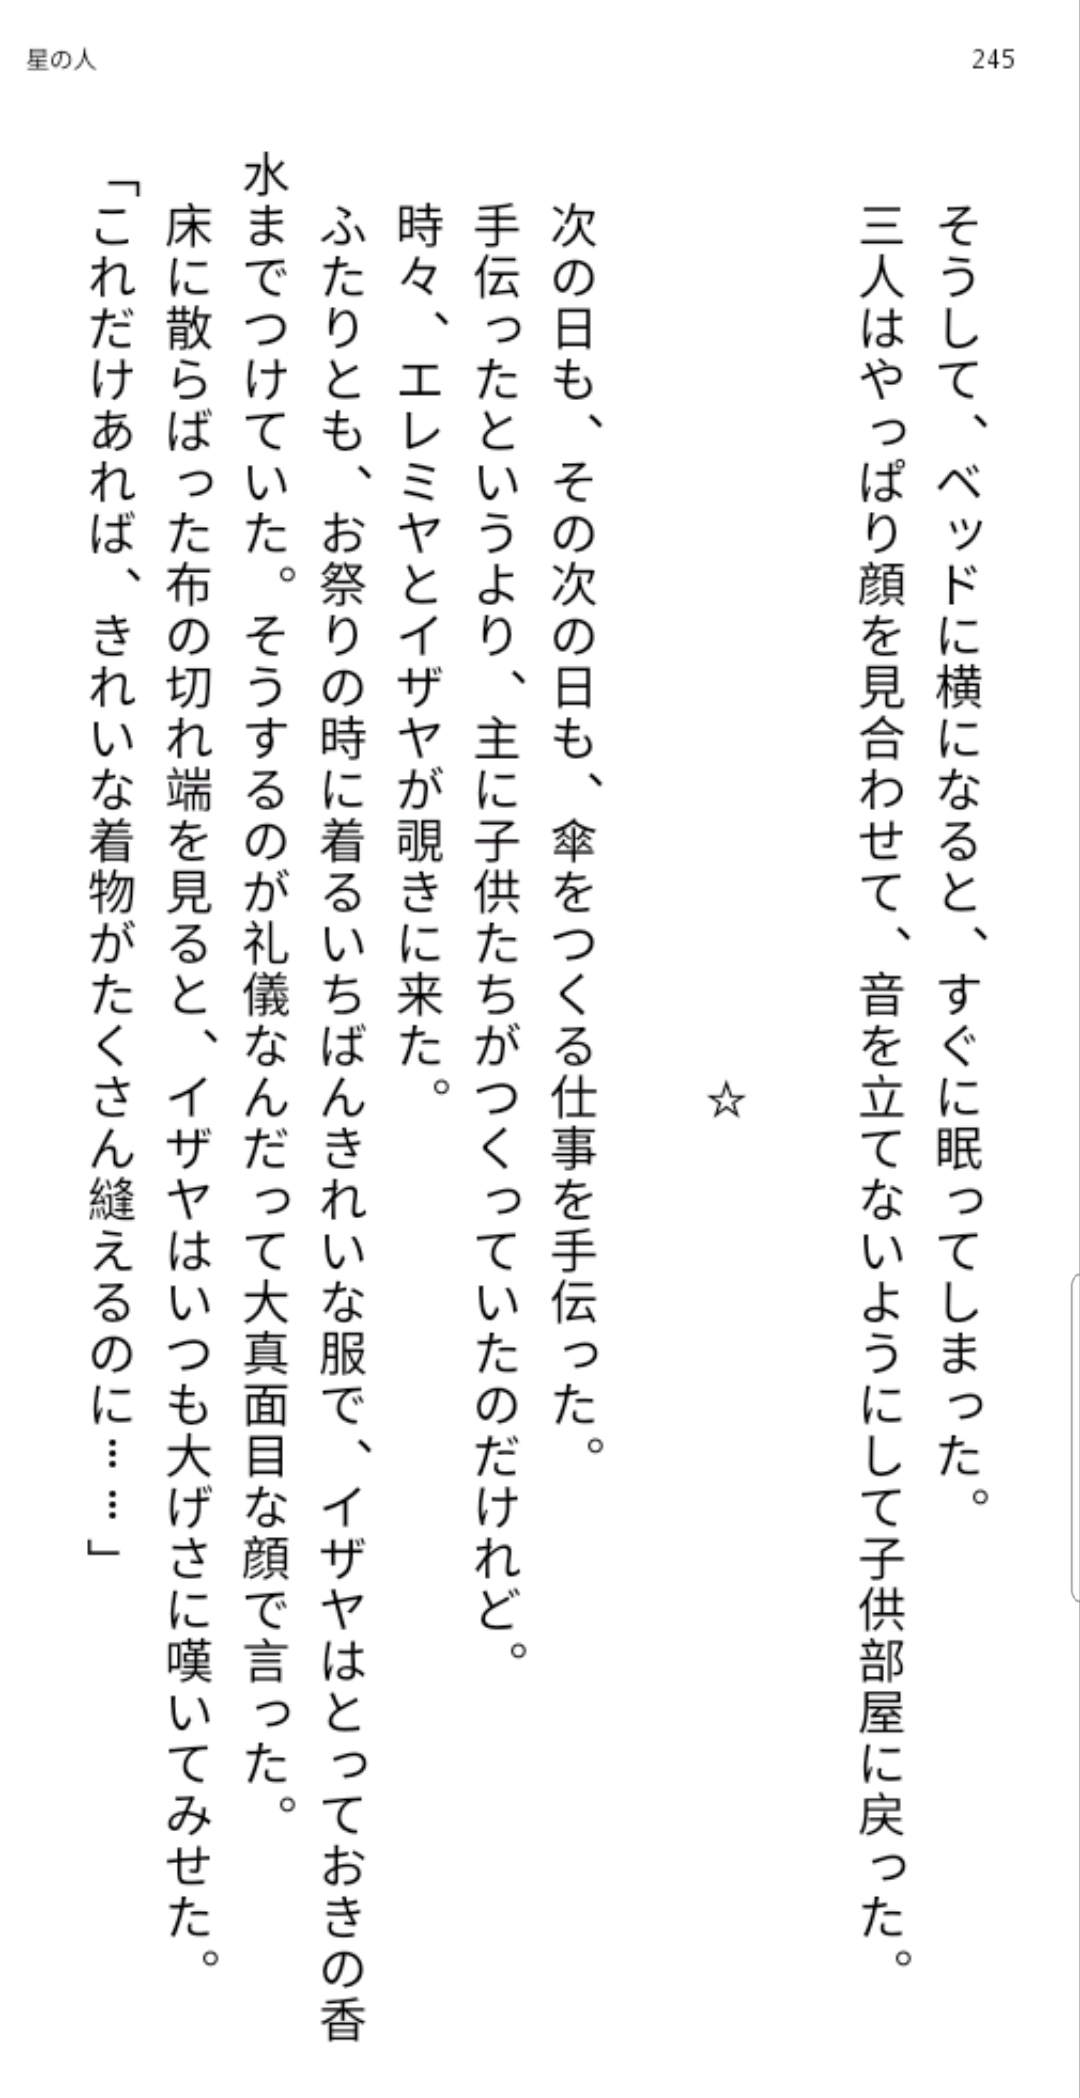 星の人
245
そうして、ベッドに横になると、すぐに眠ってしまった。
三人はやっぱり顔を見合わせて、音を立てないようにして子供部屋に戻った。
☆
次の日も、その次の日も、傘をつくる仕事を手伝った。
手伝ったというより、主に子供たちがつくっていたのだけれど。
時々、エレミヤとイザヤが覗きに来た。
ふたりとも、お祭りの時に着るいちばんきれいな服で、イザヤはとっておきの香
水までつけていた。そうするのが礼儀なんだって大真面目な顔で言った。
床に散らばった布の切れ端を見ると、イザヤはいつも大げさに嘆いてみせた。
「これだけあれば、きれいな着物がたくさん縫えるのに……」